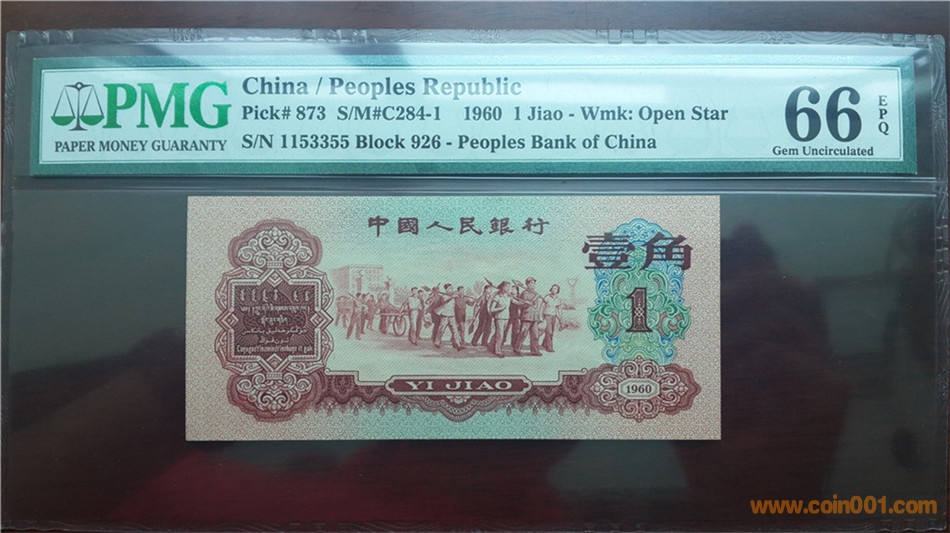 PMG
PAPER MONEY GUARANTY
China / Peoples Republic
Pick# 873 S/M#C284-1 1960 1 Jiao - Wmk: Open Star
S/N 1153355 Block 926 - Peoples Bank of China
66
EPQ
Gem Uncirculated
中國人民銀行
壹角
1
YI JIAO
1960
www.coin001.com